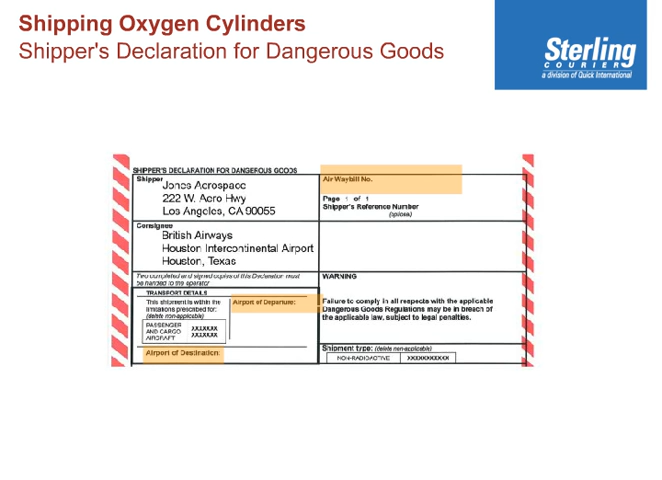 Shipping Oxygen Cylinders
Shipper's Declaration for Dangerous Goods
Sterling
COURIER
a division of Quick International
SHIPPER'S DECLARATION FOR DANGEROUS GOODS
Shipper
Jones Aerospace
222 W. Aero Hwy
Los Angeles, CA 90055
Air Waybill No.
Page 1 of 1
Shipper's Reference Number
(optional)
Consignee
British Airways
Houston Intercontinental Airport
Houston, Texas
Two completed and signed copies of this Declaration must
be handed to the operator
WARNING
TRANSPORT DETAILS
This shipment is within the
limitations prescribed for:
(delete non-applicable)
Airport of Departure:
PASSENGER
AND CARGO
AIRCRAFT
XXXXXXX
XXXXXXX
Failure to comply in all respects with the applicable
Dangerous Goods Regulations may be in breach of
the applicable law, subject to legal penalties.
Airport of Destination:
Shipment type: (delete non-applicable)
NON-RADIOACTIVE XXXXXXXXXXX